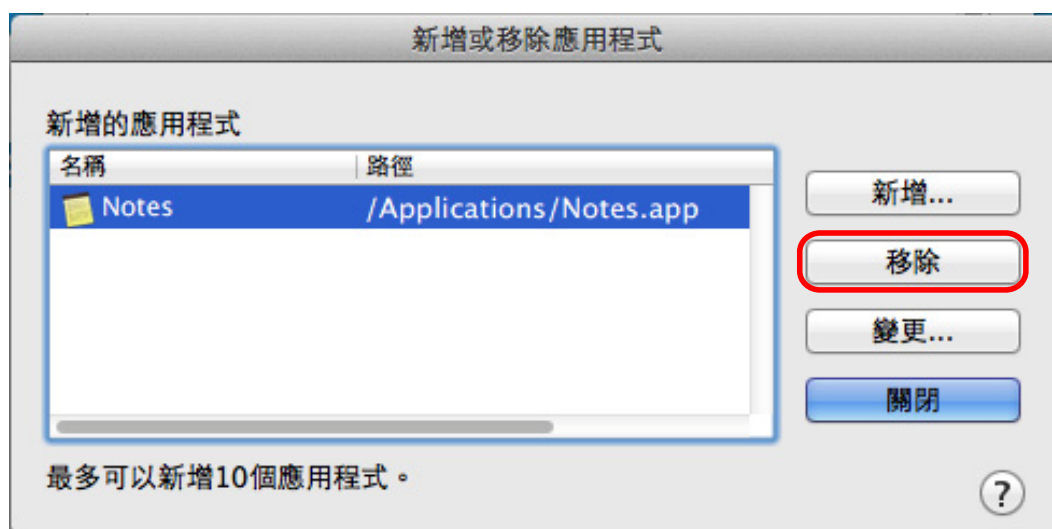 新增或移除應用程式
新增的應用程式
名稱 路徑
Notes /Applications/Notes.app
新增...
移除
變更...
關閉
最多可以新增10個應用程式。
?